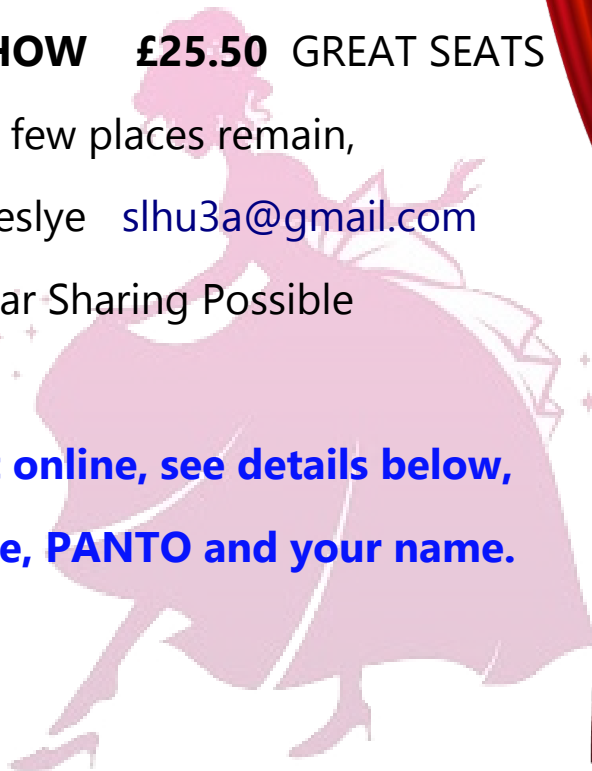 HOW £25.50 GREAT SEATS
few places remain,
eslye slhu3a@gmail.com
ar Sharing Possible
online, see details below,
e, PANTO and your name.